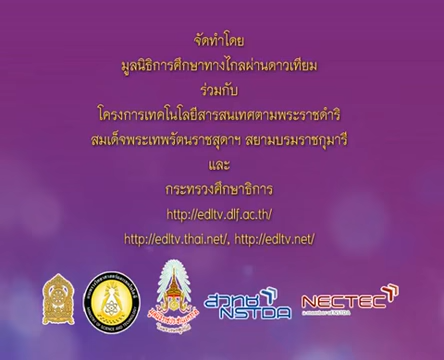 จัดทำโดย
มูลนิธิการศึกษาทางไกลผ่านดาวเทียม
ร่วมกับ
โครงการเทคโนโลยีสารสนเทศตามพระราชดำริ
สมเด็จพระเทพรัตนราชสุดาฯ สยามบรมราชกุมารี
และ
กระทรวงศึกษาธิการ
http://edltv.dlf.ac.th/
http://edltv.thai.net/, http://edltv.net/
สวทช
NSTDA
NECTEC
a member of NSTDA